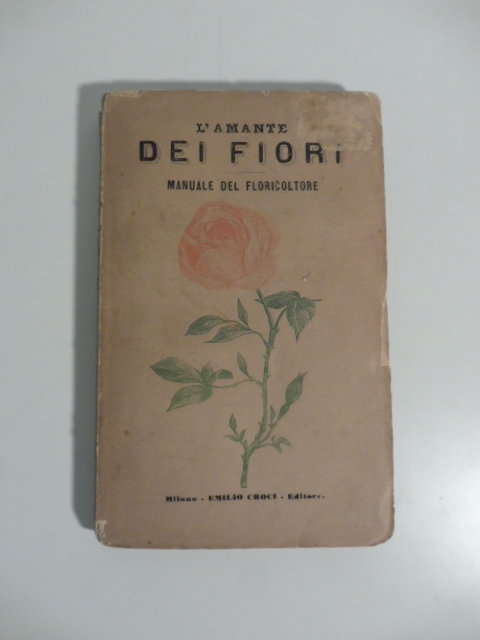 L'AMANTE
DEI FIORI
MANUALE DEL FLORICOLTORE
Milano - EMILIO CROCI - Editore.